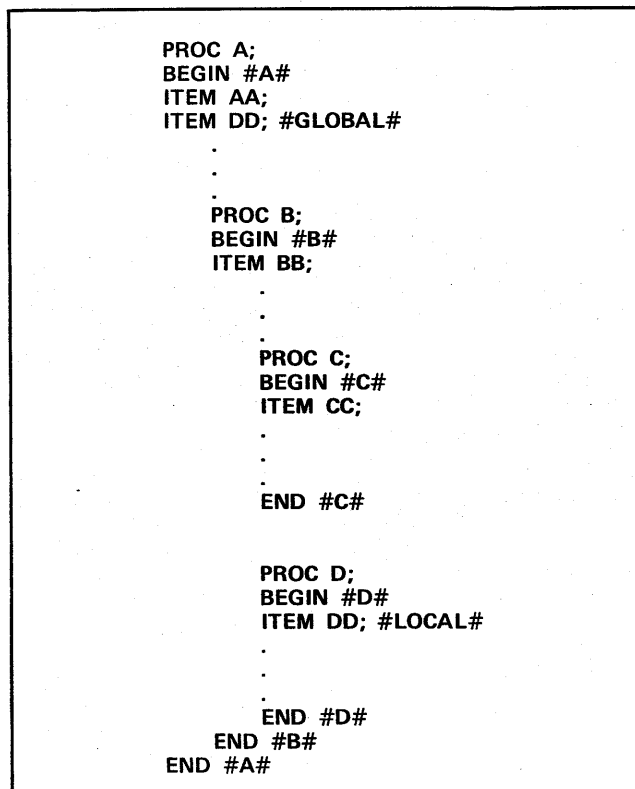 PROC A;
BEGIN #A#
ITEM AA;
ITEM DD; #GLOBAL#
.
.
.
PROC B;
BEGIN #B#
ITEM BB;
.
.
.
PROC C;
BEGIN #C#
ITEM CC;
.
.
.
END #C#
PROC D;
BEGIN #D#
ITEM DD; #LOCAL#
.
.
.
END #D#
END #B#
END #A#